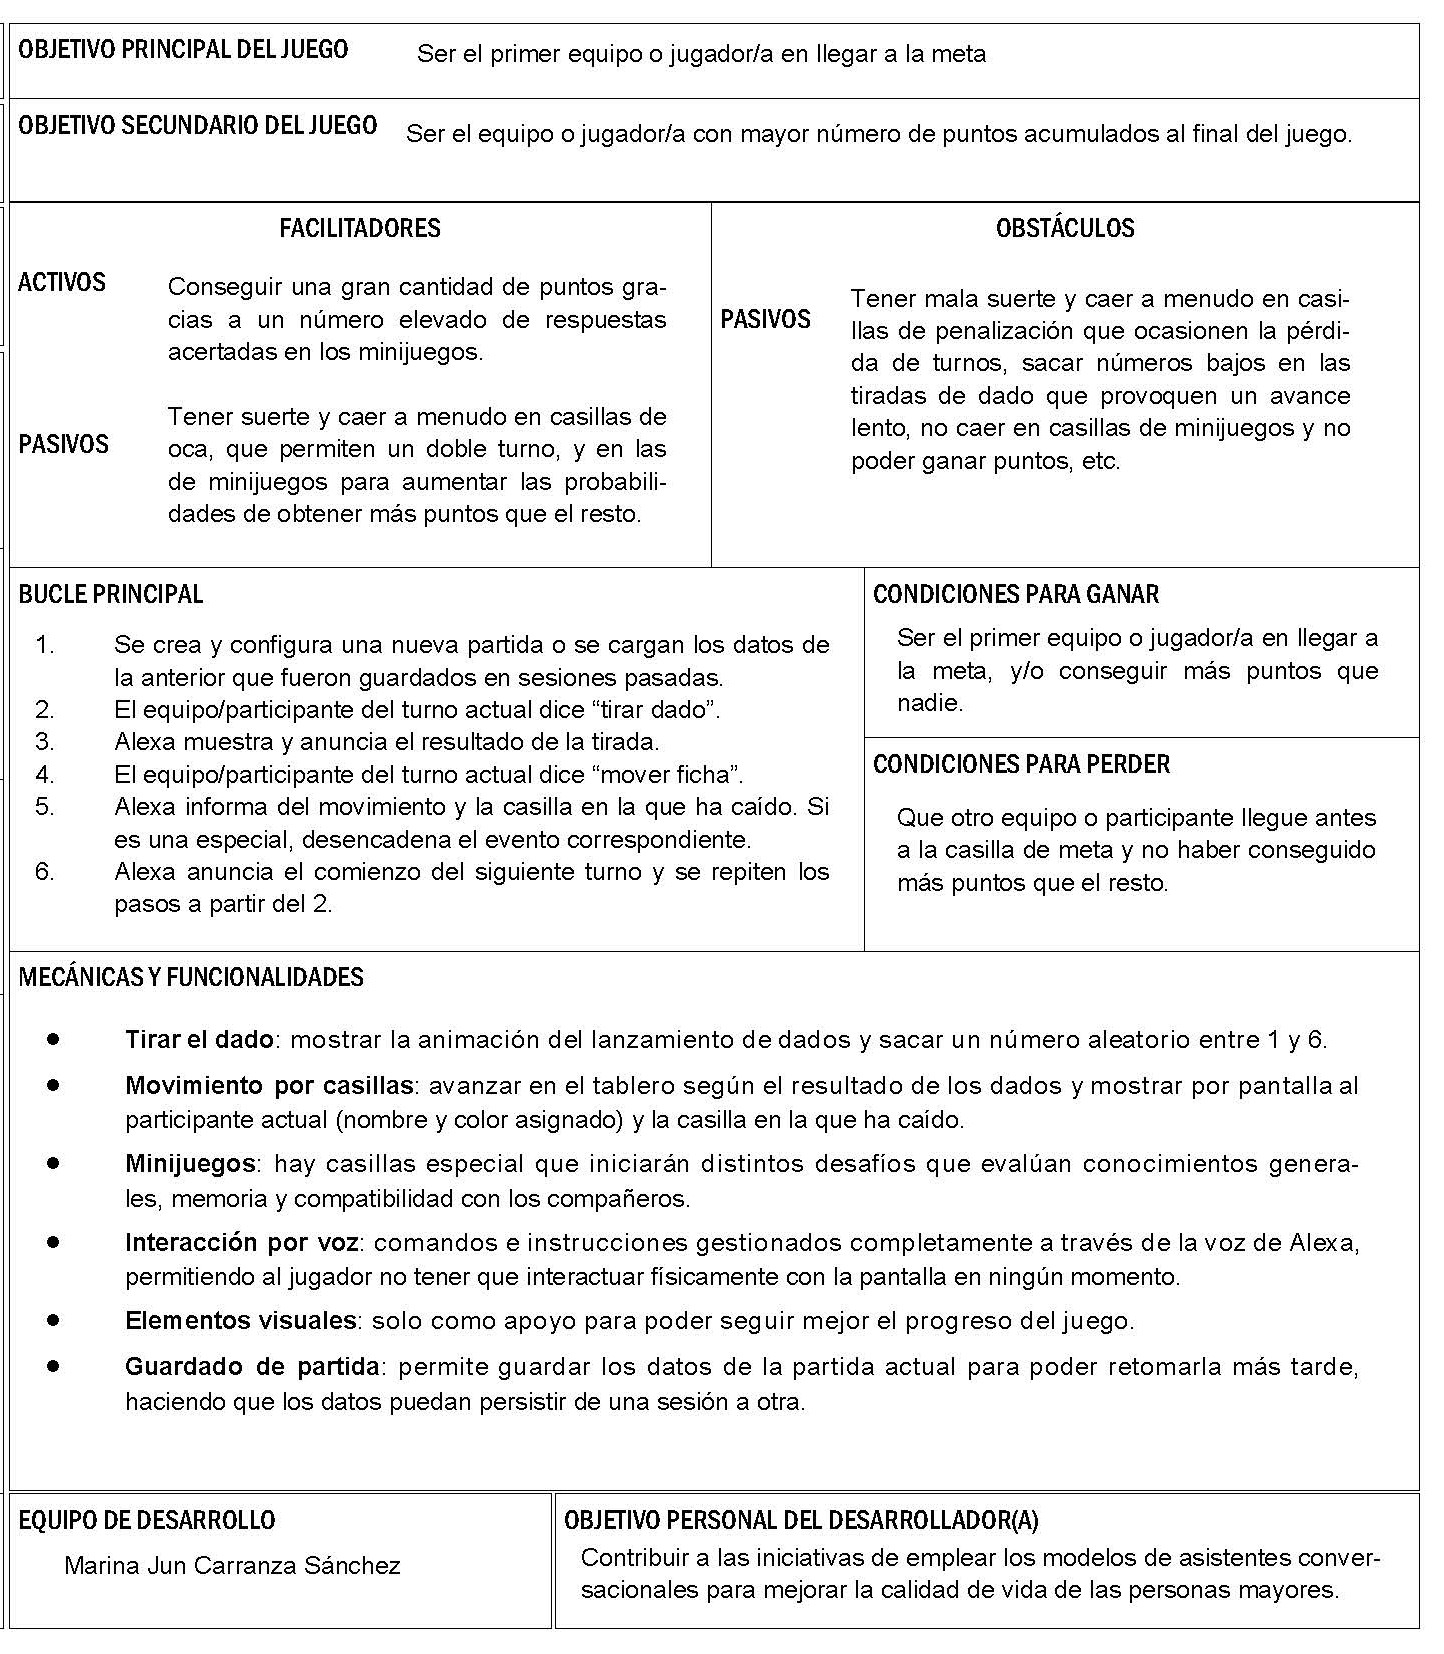 OBJETIVO PRINCIPAL DEL JUEGO
Ser el primer equipo o jugador/a en llegar a la meta
OBJETIVO SECUNDARIO DEL JUEGO
Ser el equipo o jugador/a con mayor número de puntos acumulados al final del juego.
FACILITADORES
ACTIVOS
Conseguir una gran cantidad de puntos gra-
cias a un número elevado de respuestas
acertadas en los minijuegos.
PASIVOS
Tener suerte y caer a menudo en casillas de
oca, que permiten un doble turno, y en las
de minijuegos para aumentar las probabili-
dades de obtener más puntos que el resto.
OBSTÁCULOS
PASIVOS
Tener mala suerte y caer a menudo en casi-
llas de penalización que ocasionen la pérdi-
da de turnos, sacar números bajos en las
tiradas de dado que provoquen un avance
lento, no caer en casillas de minijuegos y no
poder ganar puntos, etc.
BUCLE PRINCIPAL
1. Se crea y configura una nueva partida o se cargan los datos de
la anterior que fueron guardados en sesiones pasadas.
2. El equipo/participante del turno actual dice “tirar dado”.
3. Alexa muestra y anuncia el resultado de la tirada.
4. El equipo/participante del turno actual dice “mover ficha”.
5. Alexa informa del movimiento y la casilla en la que ha caído. Si
es una especial, desencadena el evento correspondiente.
6. Alexa anuncia el comienzo del siguiente turno y se repiten los
pasos a partir del 2.
CONDICIONES PARA GANAR
Ser el primer equipo o jugador/a en llegar a
la meta, y/o conseguir más puntos que
nadie.
CONDICIONES PARA PERDER
Que otro equipo o participante llegue antes
a la casilla de meta y no haber conseguido
más puntos que el resto.
MECÁNICAS Y FUNCIONALIDADES
● Tirar el dado: mostrar la animación del lanzamiento de dados y sacar un número aleatorio entre 1 y 6.
● Movimiento por casillas: avanzar en el tablero según el resultado de los dados y mostrar por pantalla al
participante actual (nombre y color asignado) y la casilla en la que ha caído.
● Minijuegos: hay casillas especial que iniciarán distintos desafíos que evalúan conocimientos genera-
les, memoria y compatibilidad con los compañeros.
● Interacción por voz: comandos e instrucciones gestionados completamente a través de la voz de Alexa,
permitiendo al jugador no tener que interactuar físicamente con la pantalla en ningún momento.
● Elementos visuales: solo como apoyo para poder seguir mejor el progreso del juego.
● Guardado de partida: permite guardar los datos de la partida actual para poder retomarla más tarde,
haciendo que los datos puedan persistir de una sesión a otra.
EQUIPO DE DESARROLLO
Marina Jun Carranza Sánchez
OBJETIVO PERSONAL DEL DESARROLLADOR(A)
Contribuir a las iniciativas de emplear los modelos de asistentes conver-
sacionales para mejorar la calidad de vida de las personas mayores.